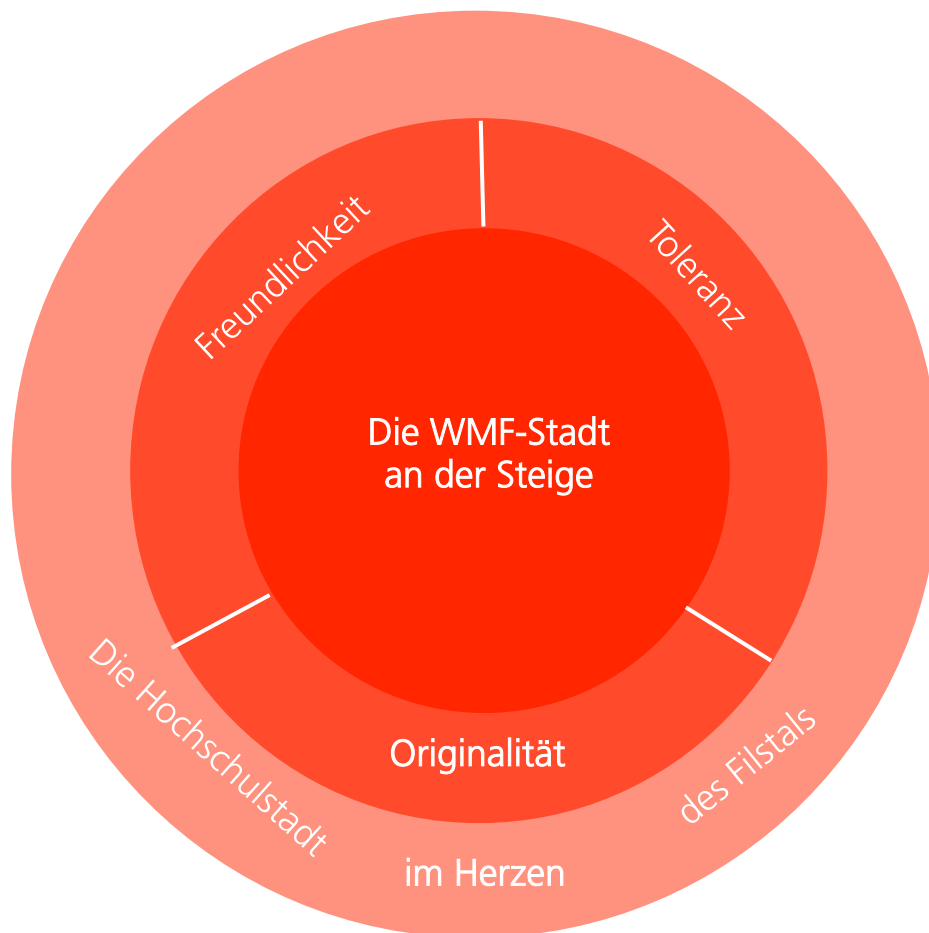 Freundlichkeit
Toleranz
Die WMF-Stadt
an der Steige
Originalität
Die Hochschulstadt
im Herzen
des Filstals